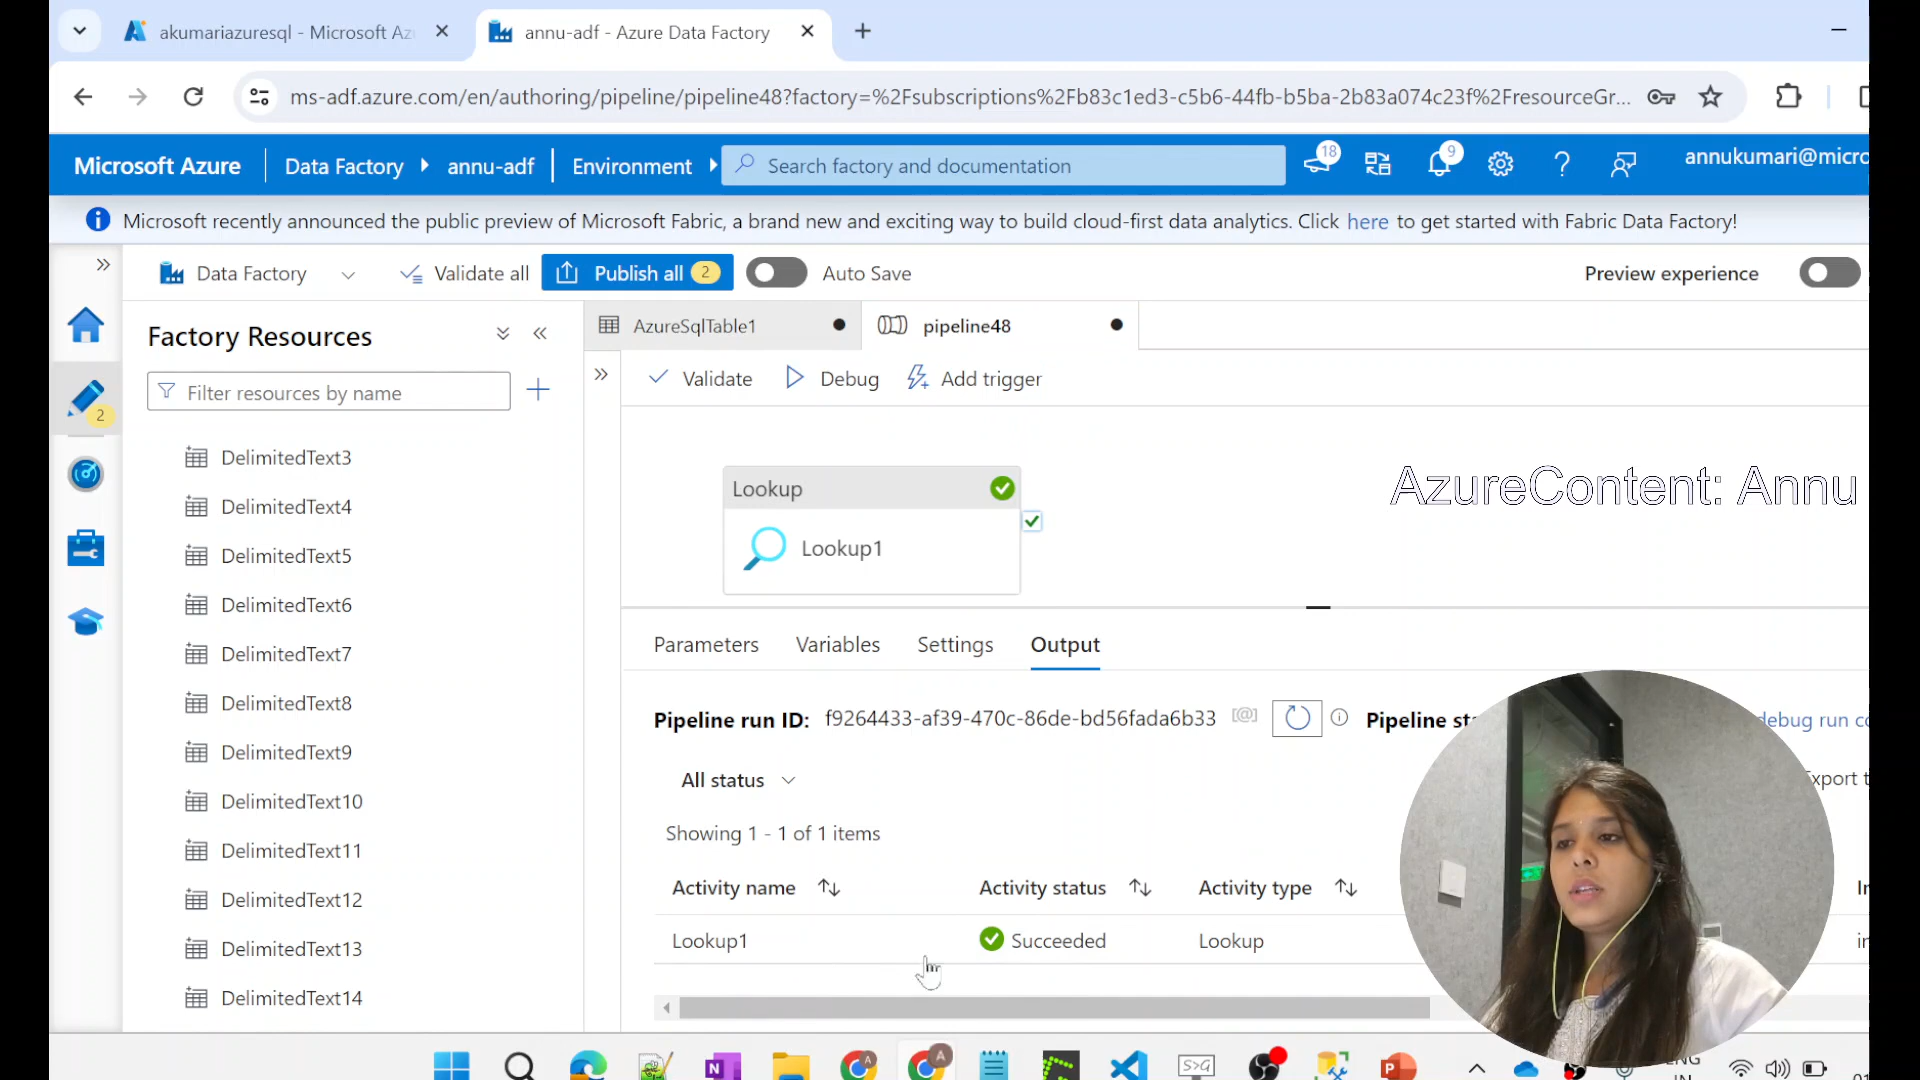 akumariazuresql - Microsoft Az
annu-adf - Azure Data Factory
ms-adf.azure.com/en/authoring/pipeline/pipeline48?factory=%2Fsubscriptions%2Fb83c1ed3-c5b6-44fb-b5ba-2b83a074c23f%2FresourceGr...
Microsoft Azure
Data Factory
annu-adf
Environment
Search factory and documentation
18
9
annukumari@micro
Microsoft recently announced the public preview of Microsoft Fabric, a brand new and exciting way to build cloud-first data analytics. Click here to get started with Fabric Data Factory!
Data Factory
Validate all
Publish all 2
Auto Save
Preview experience
Factory Resources
AzureSqlTable1
pipeline48
Validate
Debug
Add trigger
Filter resources by name
2
DelimitedText3
DelimitedText4
DelimitedText5
DelimitedText6
DelimitedText7
DelimitedText8
DelimitedText9
DelimitedText10
DelimitedText11
DelimitedText12
DelimitedText13
DelimitedText14
Lookup
Lookup1
AzureContent: Annu
Parameters
Variables
Settings
Output
Pipeline run ID: f9264433-af39-470c-86de-bd56fada6b33
[@]
Pipeline st
debug run co
All status
xport t
Showing 1 - 1 of 1 items
Activity name
Activity status
Activity type
Lookup1
Succeeded
Lookup
ENG